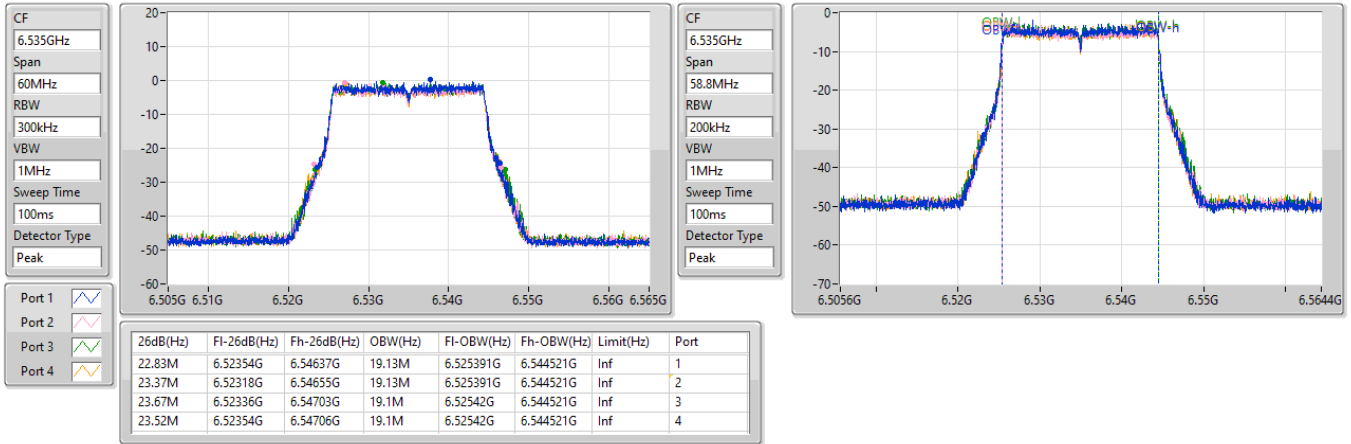 CF
6.535GHz
Span
60MHz
RBW
300kHz
VBW
1MHz
Sweep Time
100ms
Detector Type
Peak
20
10
0
-10
-20
-30
-40
-50
-60
6.505G 6.51G 6.52G 6.53G 6.54G 6.55G 6.56G 6.565G
CF
6.535GHz
Span
58.8MHz
RBW
200kHz
VBW
1MHz
Sweep Time
100ms
Detector Type
Peak
0
-10
-20
-30
-40
-50
-60
-70
OBW-h
6.5056G 6.52G 6.53G 6.54G 6.55G 6.5644G
Port 1
Port 2
Port 3
Port 4
26dB(Hz) Fl-26dB(Hz) Fh-26dB(Hz) OBW(Hz) Fl-OBW(Hz) Fh-OBW(Hz) Limit(Hz) Port
22.83M 6.52354G 6.54637G 19.13M 6.525391G 6.544521G Inf 1
23.37M 6.52318G 6.54655G 19.13M 6.525391G 6.544521G Inf 2
23.67M 6.52336G 6.54703G 19.1M 6.52542G 6.544521G Inf 3
23.52M 6.52354G 6.54706G 19.1M 6.52542G 6.544521G Inf 4